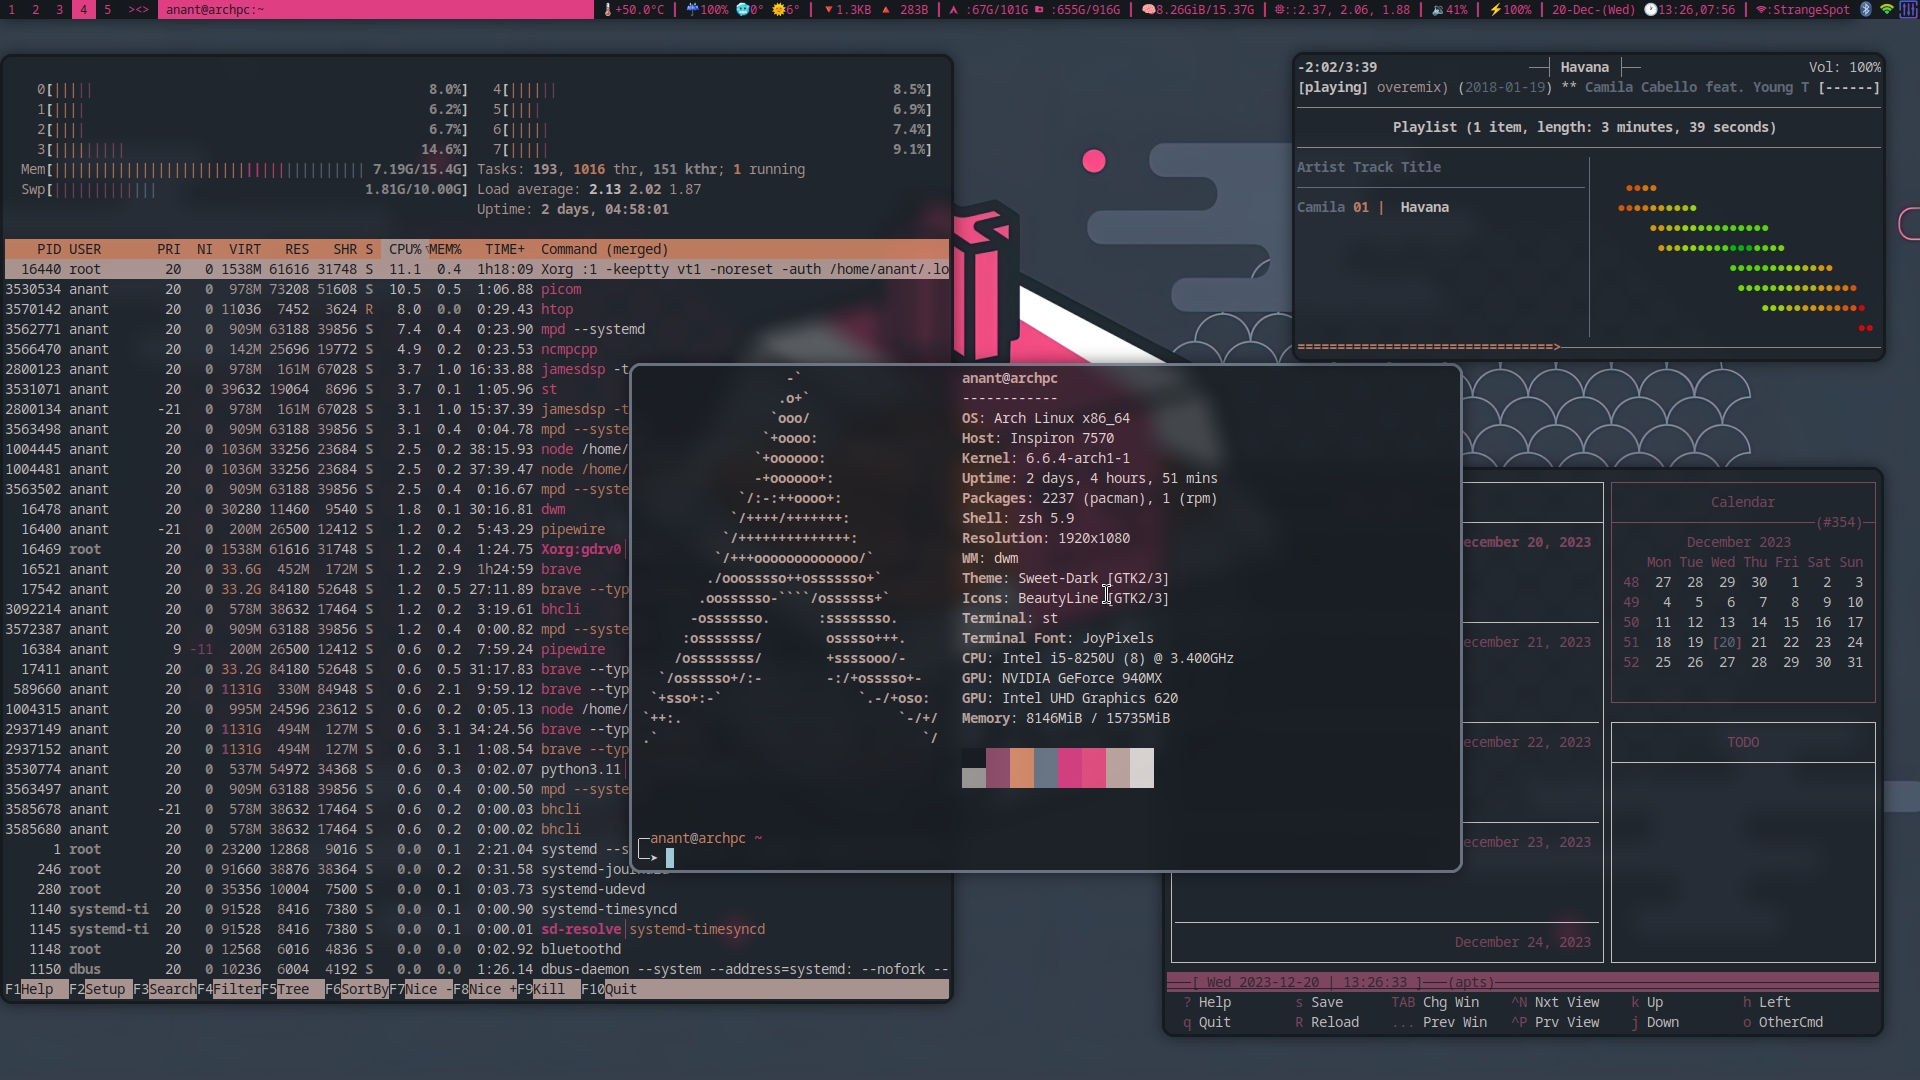 1 2 3 4 5 ><> anant@archpc:~ +50.0°C | 100% 0° 6° | ▼1.3KB ▲ 283B | :67G/101G :655G/916G | 8.26GiB/15.37G | ::2.37, 2.06, 1.88 | 41% | 100% | 20-Dec-(Wed) 13:26,07:56 | :StrangeSpot
0[||||| 8.0%] 4[|||||| 8.5%]
1[|||| 6.2%] 5[|||| 6.9%]
2[|||| 6.7%] 6[||||| 7.4%]
3[||||||||| 14.6%] 7[||||| 9.1%]
Mem[||||||||||||||||||||||||||||||||||||||| 7.19G/15.4G] Tasks: 193, 1016 thr, 151 kthr; 1 running
Swp[||||||||||||| 1.81G/10.00G] Load average: 2.13 2.02 1.87
Uptime: 2 days, 04:58:01
PID USER PRI NI VIRT RES SHR S CPU%▽MEM% TIME+ Command (merged)
16440 root 20 0 1538M 61616 31748 S 11.1 0.4 1h18:09 Xorg :1 -keeptty vt1 -noreset -auth /home/anant/.lo
3530534 anant 20 0 978M 73208 51608 S 10.5 0.5 1:06.88 picom
3570142 anant 20 0 11036 7452 3624 R 8.0 0.0 0:29.43 htop
3562771 anant 20 0 909M 63188 39856 S 7.4 0.4 0:23.90 mpd --systemd
3566470 anant 20 0 142M 25696 19772 S 4.9 0.2 0:23.53 ncmpcpp
2800123 anant 20 0 978M 161M 67028 S 3.7 1.0 16:33.88 jamesdsp -t
3531071 anant 20 0 39632 19064 8696 S 3.7 0.1 1:05.96 st
2800134 anant -21 0 978M 161M 67028 S 3.1 1.0 15:37.39 jamesdsp -t
3563498 anant 20 0 909M 63188 39856 S 3.1 0.4 0:04.78 mpd --syste
1004445 anant 20 0 1036M 33256 23684 S 2.5 0.2 38:15.93 node /home/
1004481 anant 20 0 1036M 33256 23684 S 2.5 0.2 37:39.47 node /home/
3563502 anant 20 0 909M 63188 39856 S 2.5 0.4 0:16.67 mpd --syste
16478 anant 20 0 30280 11460 9540 S 1.8 0.1 30:16.81 dwm
16400 anant -21 0 200M 26500 12412 S 1.2 0.2 5:43.29 pipewire
16469 root 20 0 1538M 61616 31748 S 1.2 0.4 1:24.75 Xorg:gdrv0
16521 anant 20 0 33.6G 452M 172M S 1.2 2.9 1h24:59 brave
17542 anant 20 0 33.2G 84180 52648 S 1.2 0.5 27:11.89 brave --typ
3092214 anant 20 0 578M 38632 17464 S 1.2 0.2 3:19.61 bhcli
3572387 anant 20 0 909M 63188 39856 S 1.2 0.4 0:00.82 mpd --syste
16384 anant 9 -11 200M 26500 12412 S 0.6 0.2 7:59.24 pipewire
17411 anant 20 0 33.2G 84180 52648 S 0.6 0.5 31:17.83 brave --typ
589660 anant 20 0 1131G 330M 84948 S 0.6 2.1 9:59.12 brave --typ
1004315 anant 20 0 995M 24596 23612 S 0.6 0.2 0:05.13 node /home/
2937149 anant 20 0 1131G 494M 127M S 0.6 3.1 34:24.56 brave --typ
2937152 anant 20 0 1131G 494M 127M S 0.6 3.1 1:08.54 brave --typ
3530774 anant 20 0 537M 54972 34368 S 0.6 0.3 0:02.07 python3.11
3563497 anant 20 0 909M 63188 39856 S 0.6 0.4 0:00.50 mpd --syste
3585678 anant -21 0 578M 38632 17464 S 0.6 0.2 0:00.03 bhcli
3585680 anant 20 0 578M 38632 17464 S 0.6 0.2 0:00.02 bhcli
1 root 20 0 23200 12868 9016 S 0.0 0.1 2:21.04 systemd --s
246 root 20 0 91660 38876 38364 S 0.0 0.2 0:31.58 systemd-jou
280 root 20 0 35356 10004 7500 S 0.0 0.1 0:03.73 systemd-udevd
1140 systemd-ti 20 0 91528 8416 7380 S 0.0 0.1 0:00.90 systemd-timesyncd
1145 systemd-ti 20 0 91528 8416 7380 S 0.0 0.1 0:00.01 sd-resolve│systemd-timesyncd
1148 root 20 0 12568 6016 4836 S 0.0 0.0 0:02.92 bluetoothd
1150 dbus 20 0 10236 6004 4192 S 0.0 0.0 1:26.14 dbus-daemon --system --address=systemd: --nofork --
F1Help F2Setup F3SearchF4FilterF5Tree F6SortByF7Nice -F8Nice +F9Kill F10Quit
-2:02/3:39 Havana Vol: 100%
[playing] overemix) (2018-01-19) ** Camila Cabello feat. Young T [------]
Playlist (1 item, length: 3 minutes, 39 seconds)
Artist Track Title
Camila 01 | Havana
==============================>
anant@archpc
------------
OS: Arch Linux x86_64
Host: Inspiron 7570
Kernel: 6.6.4-arch1-1
Uptime: 2 days, 4 hours, 51 mins
Packages: 2237 (pacman), 1 (rpm)
Shell: zsh 5.9
Resolution: 1920x1080
WM: dwm
Theme: Sweet-Dark [GTK2/3]
Icons: BeautyLine [GTK2/3]
Terminal: st
Terminal Font: JoyPixels
CPU: Intel i5-8250U (8) @ 3.400GHz
GPU: NVIDIA GeForce 940MX
GPU: Intel UHD Graphics 620
Memory: 8146MiB / 15735MiB
anant@archpc ~
ecember 20, 2023
ecember 21, 2023
ecember 22, 2023
ecember 23, 2023
December 24, 2023
Calendar
(#354)
December 2023
Mon Tue Wed Thu Fri Sat Sun
48 27 28 29 30 1 2 3
49 4 5 6 7 8 9 10
50 11 12 13 14 15 16 17
51 18 19 [20] 21 22 23 24
52 25 26 27 28 29 30 31
TODO
[ Wed 2023-12-20 | 13:26:33 ]──(apts)
? Help s Save TAB Chg Win ^N Nxt View k Up h Left
q Quit R Reload ... Prev Win ^P Prv View j Down o OtherCmd